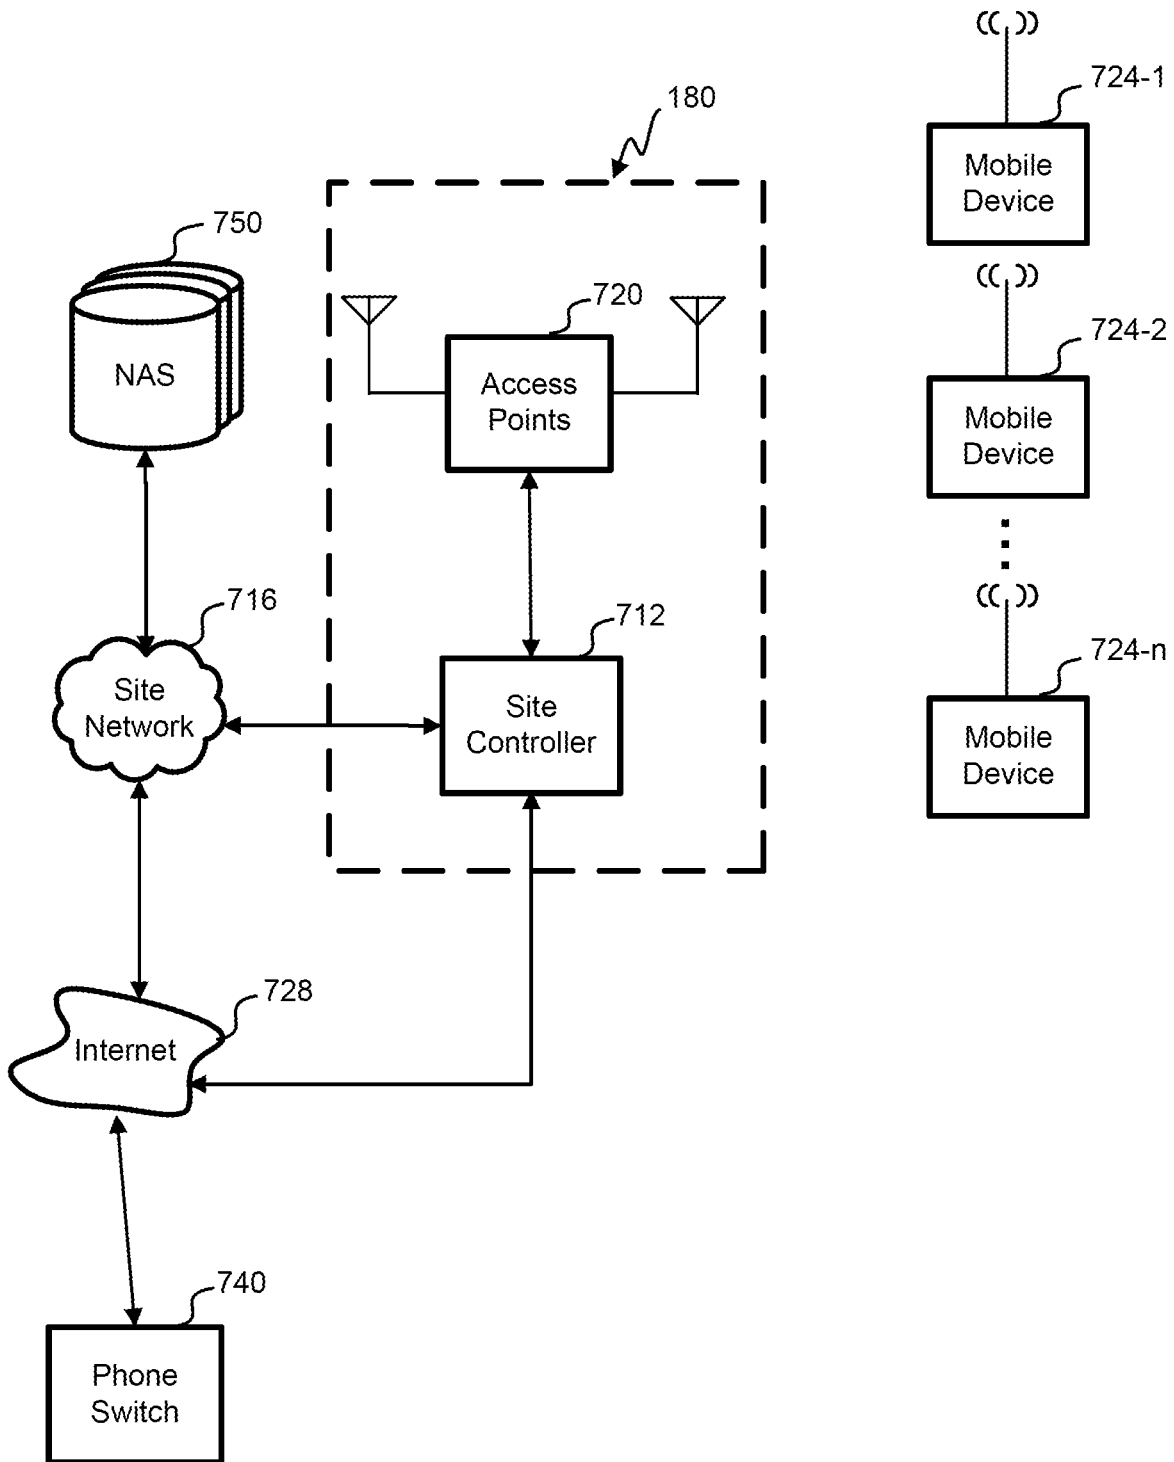 724-1
Mobile
Device
180
750
NAS
720
Access
Points
724-2
Mobile
Device
716
Site
Network
712
Site
Controller
724-n
Mobile
Device
728
Internet
740
Phone
Switch